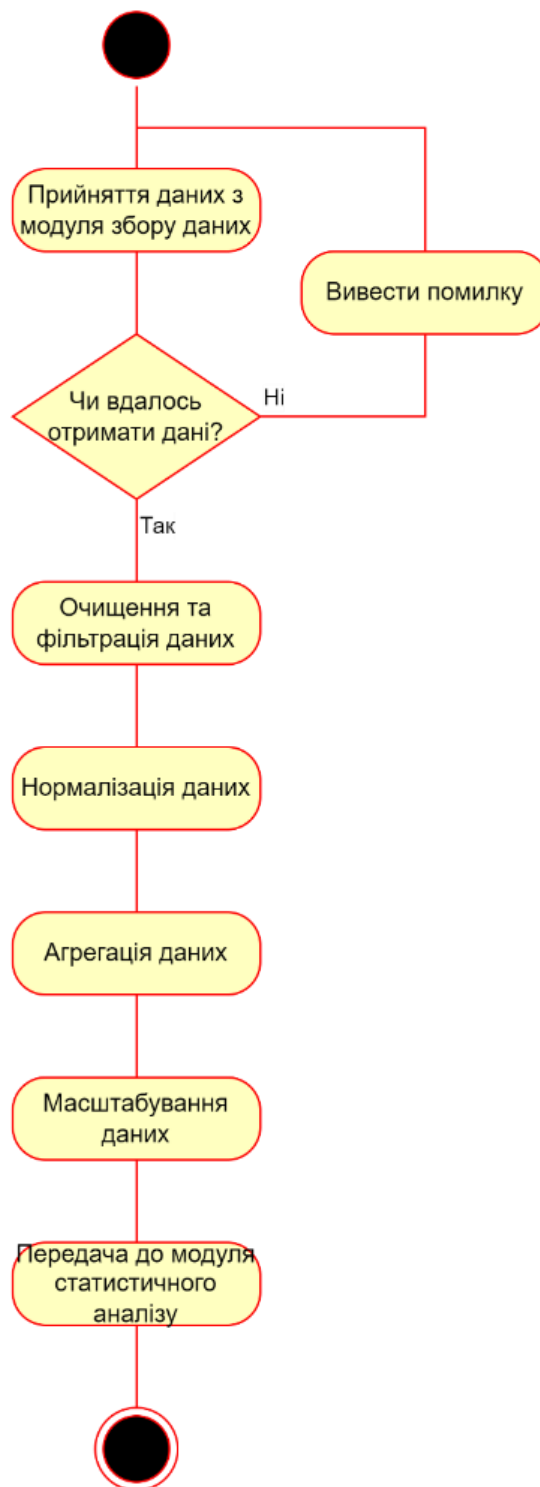 Прийняття даних з
модуля збору даних
Вивести помилку
Чи вдалось
отримати дані?
Ні
Так
Очищення та
фільтрація даних
Нормалізація даних
Агрегація даних
Масштабування
даних
Передача до модуля
статистичного
аналізу